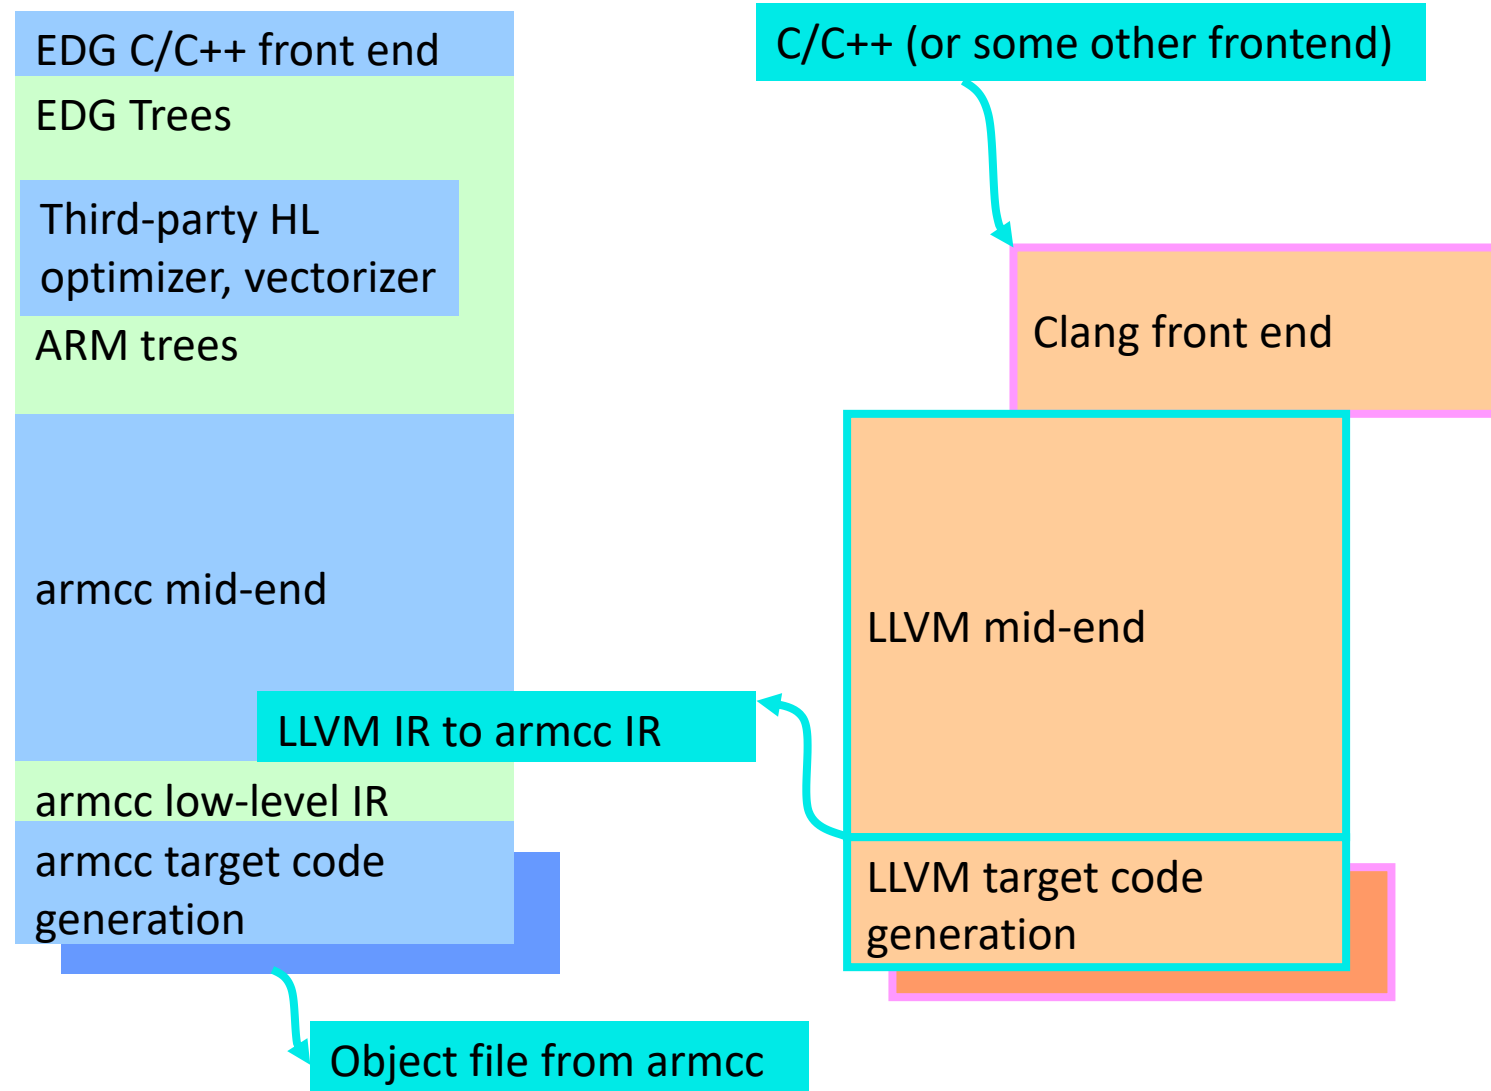 EDG C/C++ front end
EDG Trees
Third-party HL
optimizer, vectorizer
ARM trees
armcc mid-end
LLVM IR to armcc IR
armcc low-level IR
armcc target code
generation
Object file from armcc
C/C++ (or some other frontend)
Clang front end
LLVM mid-end
LLVM target code
generation